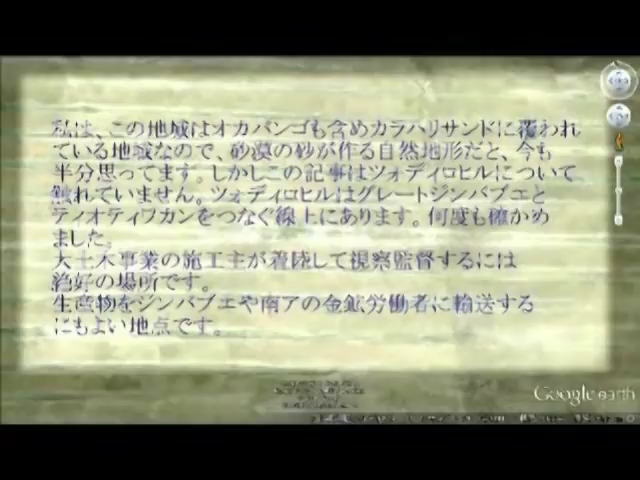 私は、この地域はオカバンゴも含めカラハリサンドに覆われ
ている地域なので、砂漠の砂が作る自然地形だと、今も
半分思ってます。しかしこの記事はツォディロヒルについて
触れていません。ツォディロヒルはグレートジンバブエと
ティオティワカンをつなぐ線上にあります。何度も確かめ
ました。
大土木事業の施工主が着陸して視察監督するには
絶好の場所です。
生産物をジンバブエや南アの金鉱労働者に輸送する
にもよい地点です。
Google earth